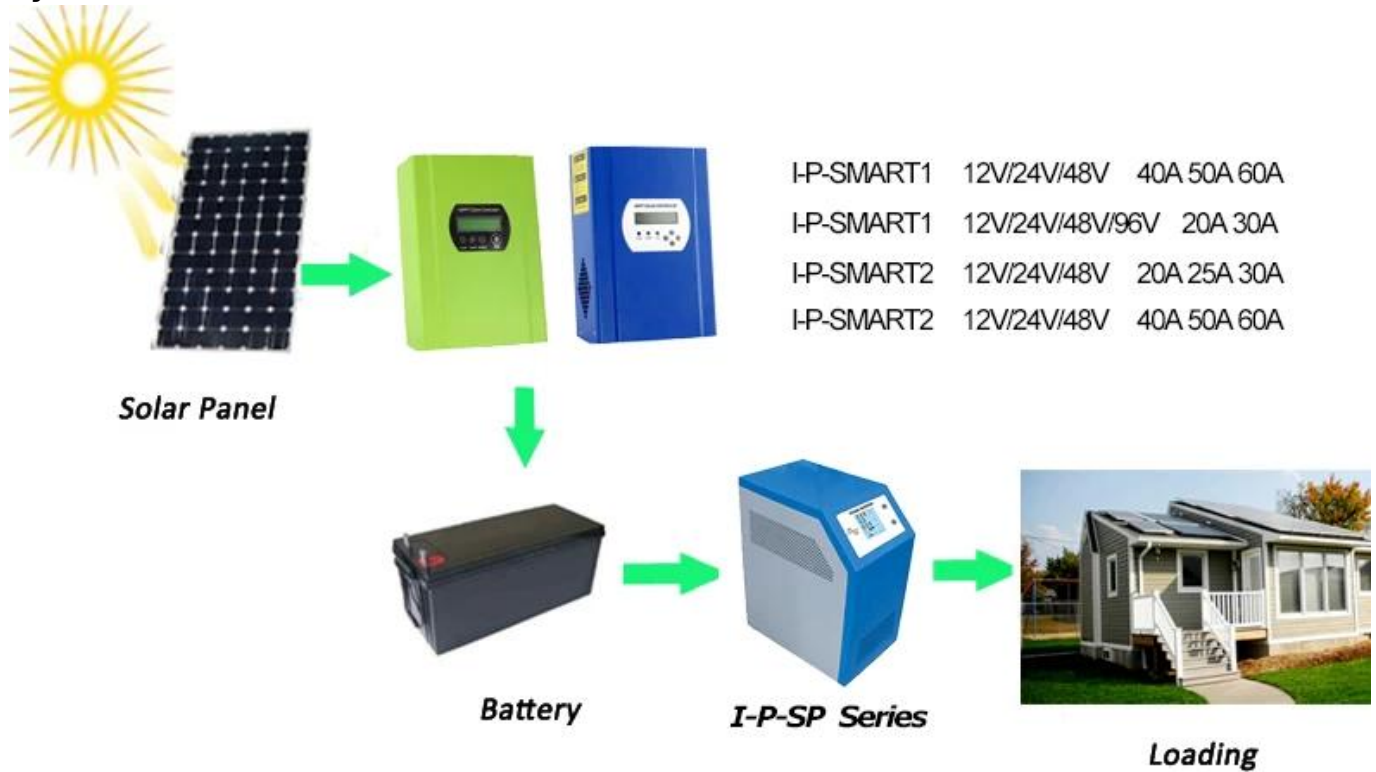 I-P-SMART1 12V/24V/48V 40A 50A 60A
I-P-SMART1 12V/24V/48V/96V 20A 30A
I-P-SMART2 12V/24V/48V 20A 25A 30A
I-P-SMART2 12V/24V/48V 40A 50A 60A
Solar Panel
Battery
I-P-SP Series
Loading